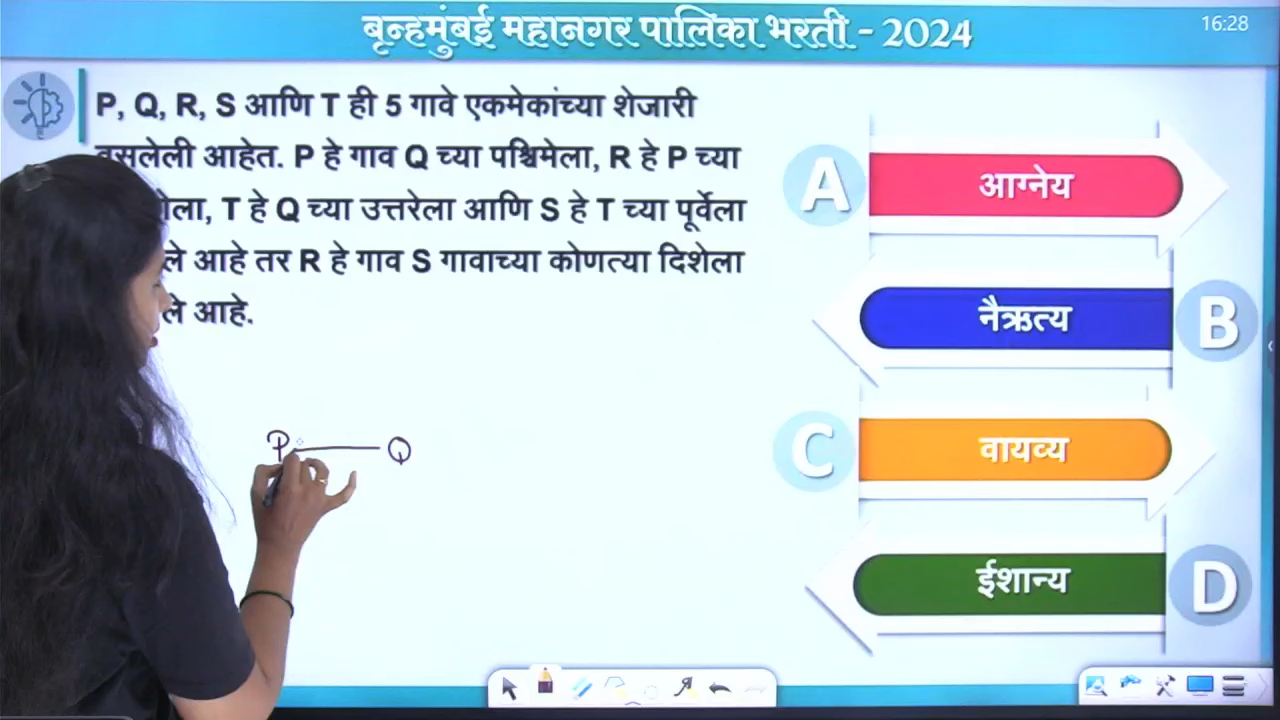 बृन्हमुंबई महानगर पालिका भरती - 2024
16:28
P, Q, R, S आणि T ही 5 गावे एकमेकांच्या शेजारी
वसलेली आहेत. P हे गाव Q च्या पश्चिमेला, R हे P च्या
T हे Q च्या उत्तरेला आणि S हे T च्या पूर्वेला
आहे तर R हे गाव S गावाच्या कोणत्या दिशेला
आहे.
A आग्नेय
नैऋत्य B
C वायव्य
ईशान्य D
P Q